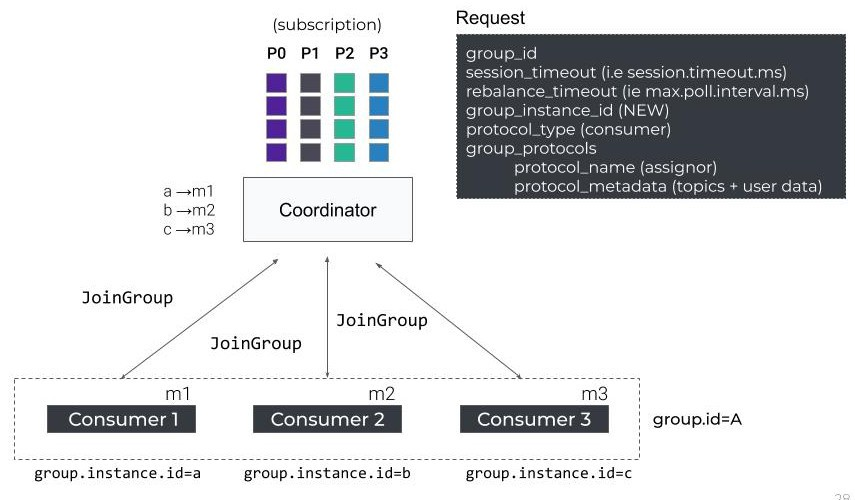 Request
(subscription)
P0 P1 P2 P3
group_id
session_timeout (i.e session.timeout.ms)
rebalance_timeout (ie max.poll.interval.ms)
group_instance_id (NEW)
protocol_type (consumer)
group_protocols
protocol_name (assignor)
protocol_metadata (topics + user data)
a →m1
b →m2
c →m3
Coordinator
JoinGroup
JoinGroup
JoinGroup
m1 m2 m3
Consumer 1 Consumer 2 Consumer 3
group.id=A
group.instance.id=a group.instance.id=b group.instance.id=c